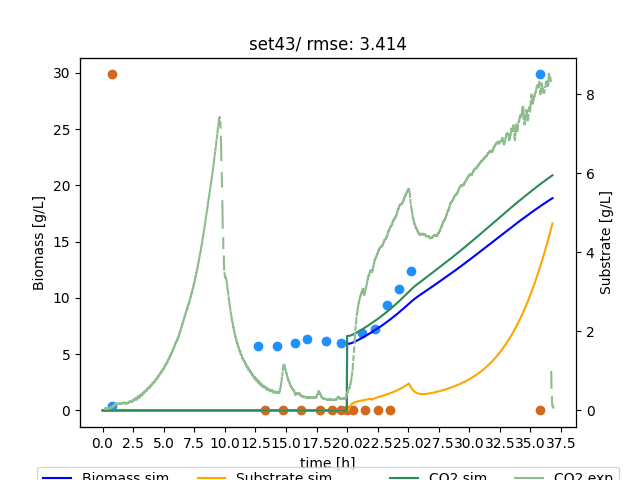 set43/ rmse: 3.414
30
25
20
15
10
5
0
Biomass [g/L]
8
6
4
2
0
Substrate [g/L]
0.0 2.5 5.0 7.5 10.0 12.5 15.0 17.5 20.0 22.5 25.0 27.5 30.0 32.5 35.0 37.5
time [h]
Biomass sim Substrate sim CO2 sim CO2 exp